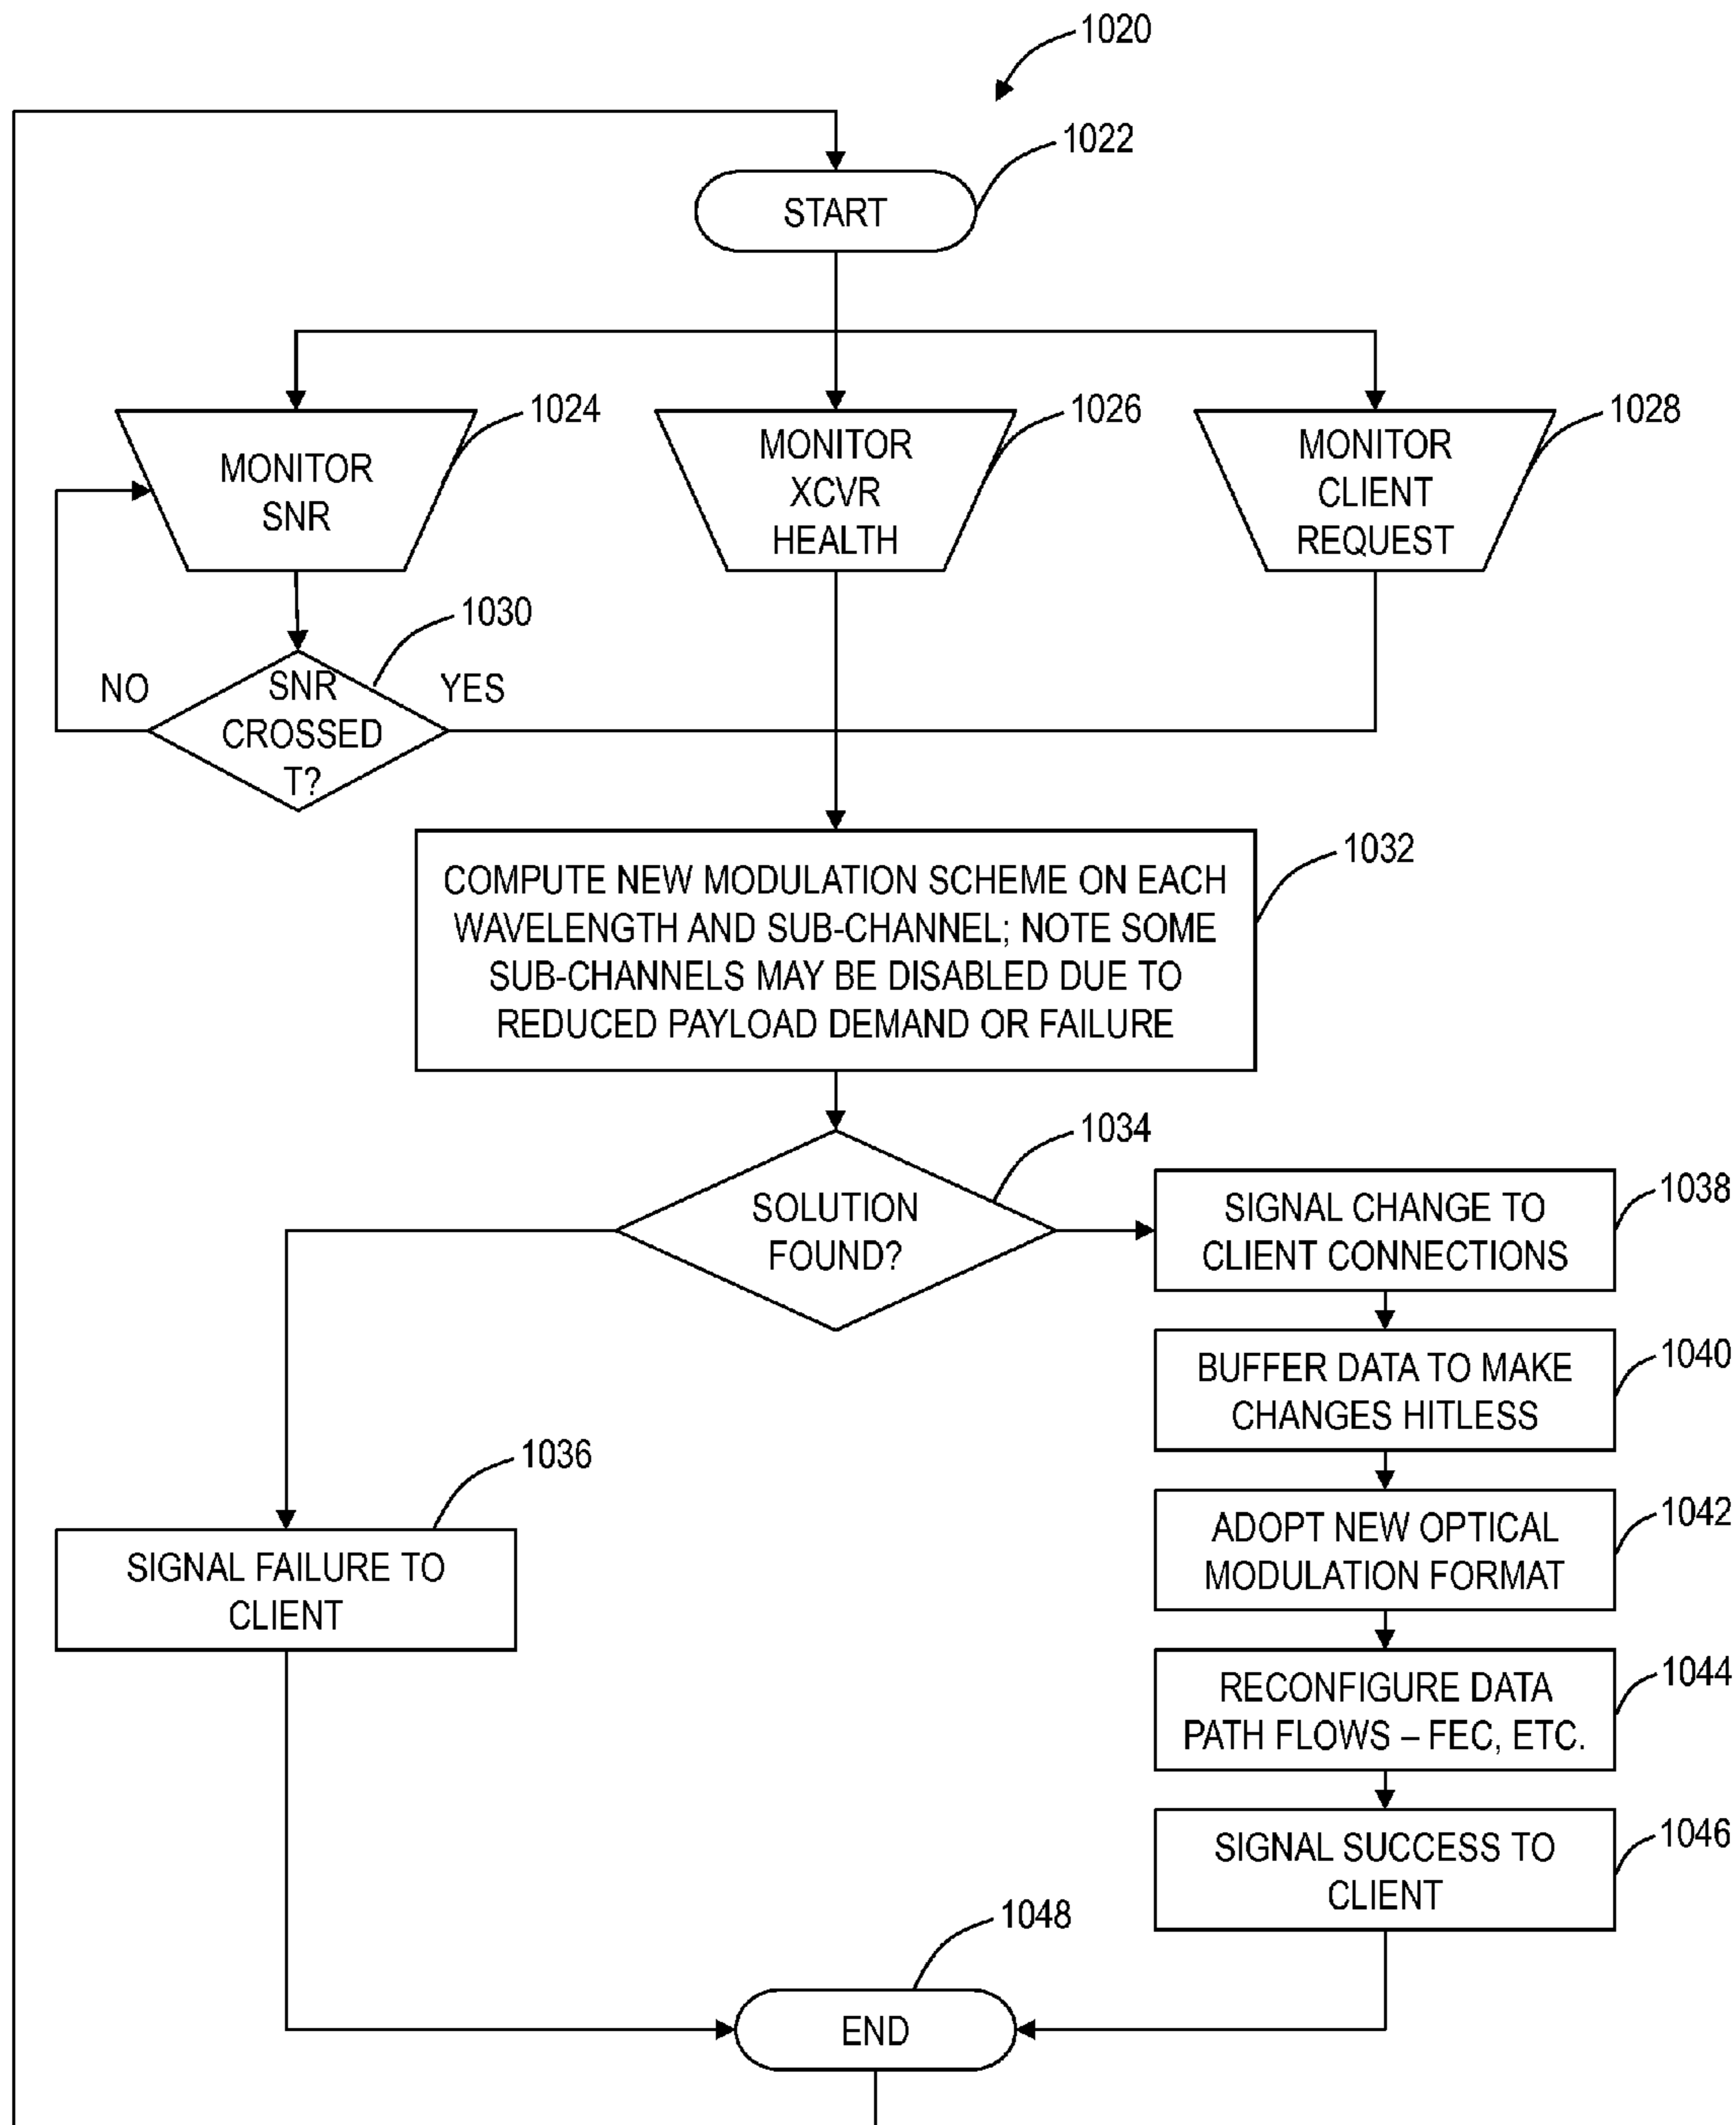 1020
1022
START
1024
MONITOR
SNR
1026
MONITOR
XCVR
HEALTH
1028
MONITOR
CLIENT
REQUEST
1030
NO
SNR
CROSSED
T?
YES
1032
COMPUTE NEW MODULATION SCHEME ON EACH
WAVELENGTH AND SUB-CHANNEL; NOTE SOME
SUB-CHANNELS MAY BE DISABLED DUE TO
REDUCED PAYLOAD DEMAND OR FAILURE
1034
SOLUTION
FOUND?
1038
SIGNAL CHANGE TO
CLIENT CONNECTIONS
1040
BUFFER DATA TO MAKE
CHANGES HITLESS
1036
SIGNAL FAILURE TO
CLIENT
1042
ADOPT NEW OPTICAL
MODULATION FORMAT
1044
RECONFIGURE DATA
PATH FLOWS – FEC, ETC.
1046
SIGNAL SUCCESS TO
CLIENT
1048
END